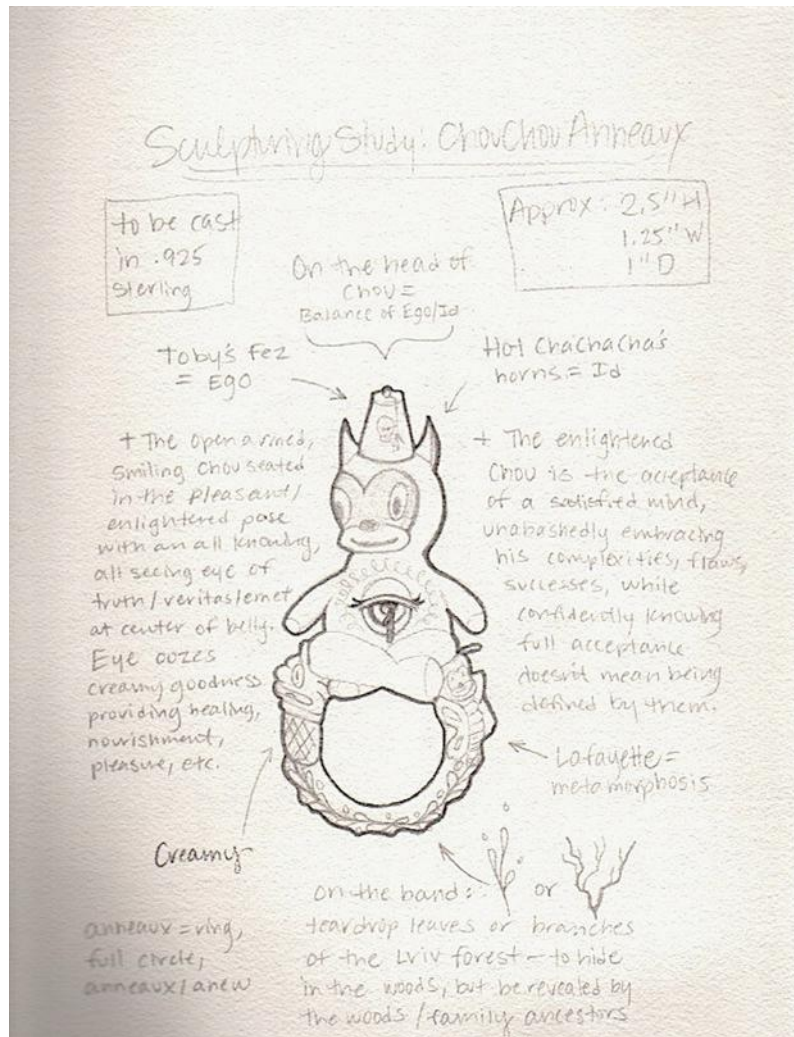 Sculpturing Study: ChouChou Anneaux
to be cast
in .925
sterling
Approx: 2.5" H
1.25" W
1" D
On the head of
Chou =
Balance of Ego/Id
Toby's Fez
= Ego
Hot ChaChaCha's
horns = Id
+ The open armed,
smiling Chou seated
in the pleasant/
enlightened pose
with an all knowing,
all seeing eye of
truth/veritas/emet
at center of belly.
Eye oozes
creamy goodness
providing healing,
nourishment,
pleasure, etc.
+ The enlightened
Chou is the acceptance
of a satisfied mind,
unabashedly embracing
his complexities, flaws,
successes, while
confidently knowing
full acceptance
doesn't mean being
defined by them.
Lafayette =
metamorphosis
Creamy
on the band: or
teardrop leaves or branches
of the Lviv forest – to hide
in the woods, but be revealed by
the woods / family ancestors
anneaux = ring,
full circle,
anneaux/anew